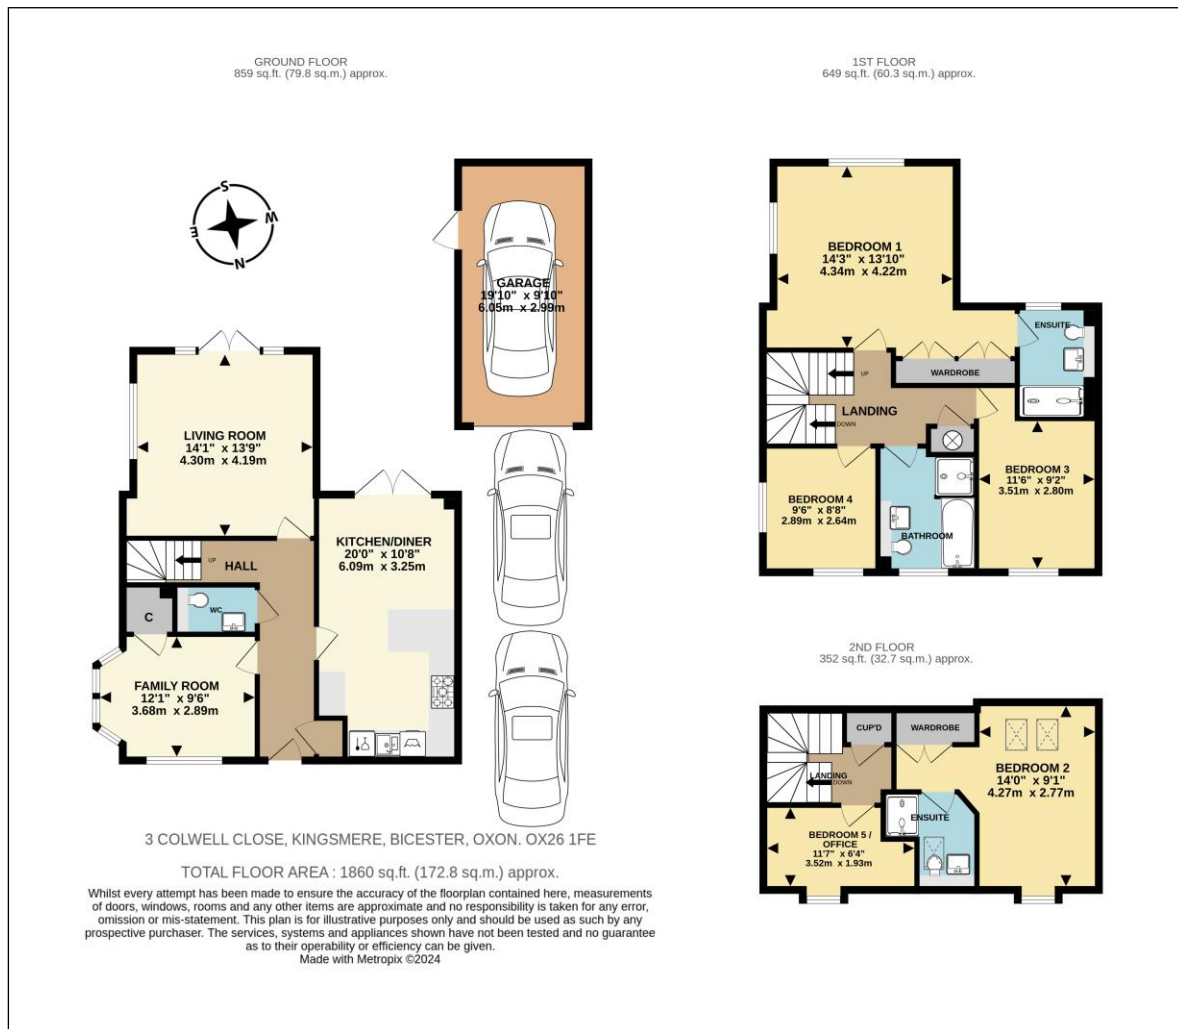 GROUND FLOOR
859 sq.ft. (79.8 sq.m.) approx.
S
W
E
N
GARAGE
19'10" x 9'10"
6.05m x 2.99m
LIVING ROOM
14'1" x 13'9"
4.30m x 4.19m
KITCHEN/DINER
20'0" x 10'8"
6.09m x 3.25m
UP
HALL
C
WC
FAMILY ROOM
12'1" x 9'6"
3.68m x 2.89m
1ST FLOOR
649 sq.ft. (60.3 sq.m.) approx.
BEDROOM 1
14'3" x 13'10"
4.34m x 4.22m
ENSUITE
UP
WARDROBE
LANDING
DOWN
BEDROOM 3
11'6" x 9'2"
3.51m x 2.80m
BEDROOM 4
9'6" x 8'8"
2.89m x 2.64m
BATHROOM
2ND FLOOR
352 sq.ft. (32.7 sq.m.) approx.
CUP'D
WARDROBE
LANDING
DOWN
BEDROOM 2
14'0" x 9'1"
4.27m x 2.77m
ENSUITE
BEDROOM 5 /
OFFICE
11'7" x 6'4"
3.52m x 1.93m
3 COLWELL CLOSE, KINGSMERE, BICESTER, OXON. OX26 1FE
TOTAL FLOOR AREA : 1860 sq.ft. (172.8 sq.m.) approx.
Whilst every attempt has been made to ensure the accuracy of the floorplan contained here, measurements
of doors, windows, rooms and any other items are approximate and no responsibility is taken for any error,
omission or mis-statement. This plan is for illustrative purposes only and should be used as such by any
prospective purchaser. The services, systems and appliances shown have not been tested and no guarantee
as to their operability or efficiency can be given.
Made with Metropix ©2024